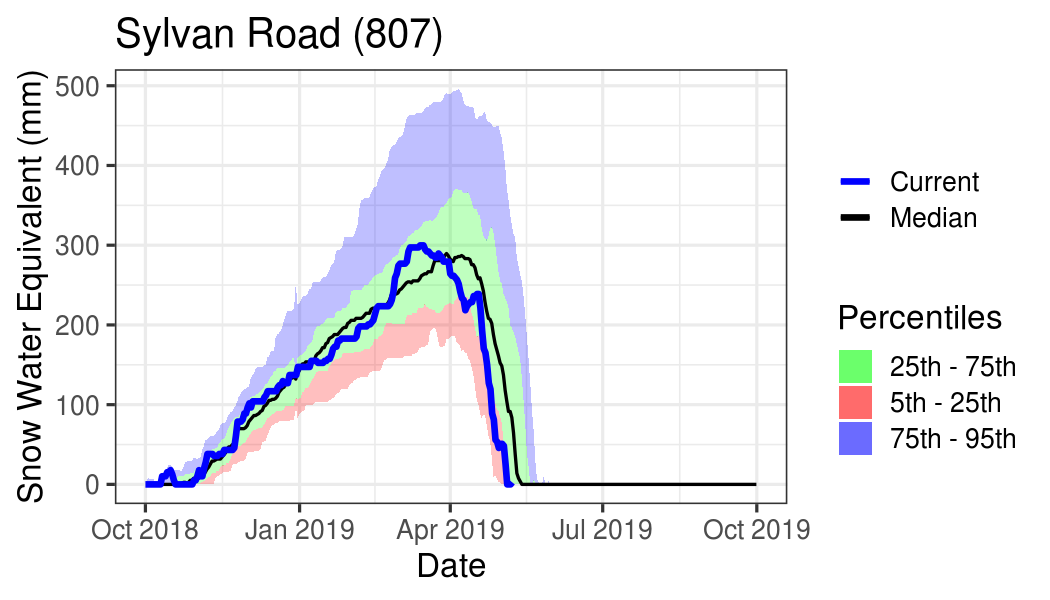 Sylvan Road (807)
Snow Water Equivalent (mm)
500
400
300
200
100
0
Oct 2018
Jan 2019
Apr 2019
Jul 2019
Oct 2019
Date
Current
Median
Percentiles
25th - 75th
5th - 25th
75th - 95th